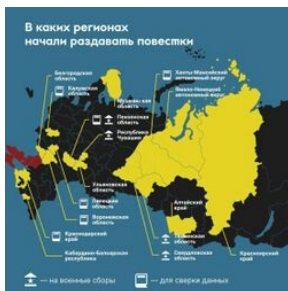 В каких регионах
начали раздавать повестки
Белгородская
область
Калужская
область
Мурманская
область
Пензенская
область
Республика
Чувашия
Ханты-Мансийский
автономный округ
Ямало-Ненецкий
автономный округ
Ульяновская
область
Липецкая
область
Воронежская
область
Краснодарский
край
Кабардино-Балкарская
республика
Алтайский
край
Тюменская
область
Свердловская
область
Красноярский
край
— на военные сборы
— для сверки данных